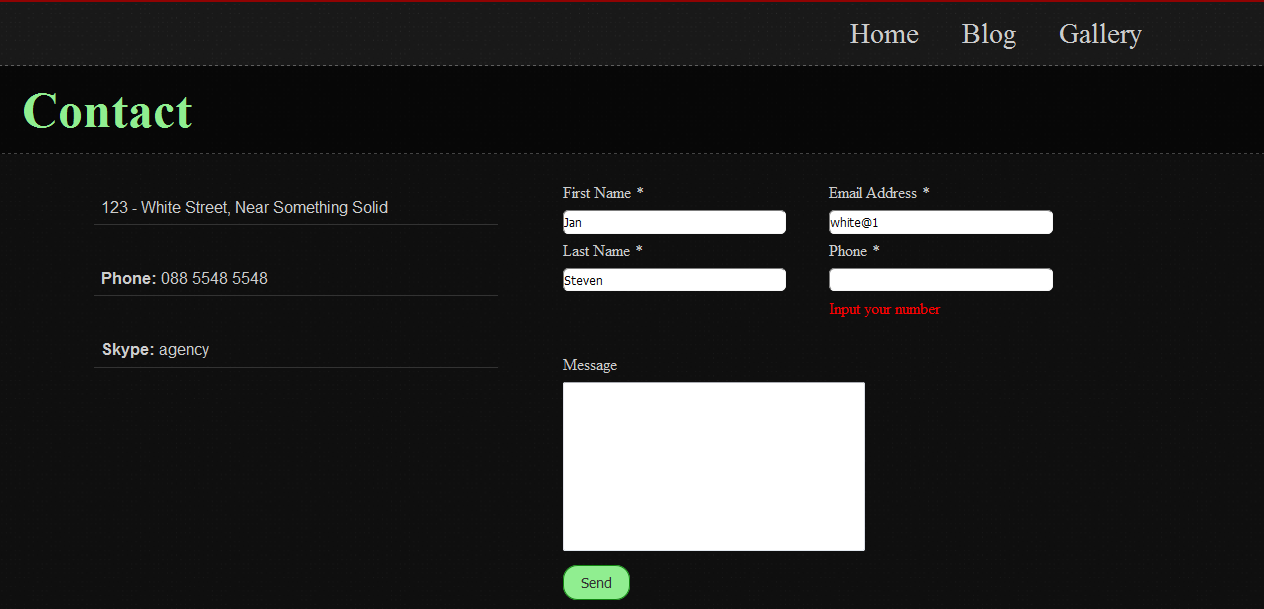 Home Blog Gallery
Contact
123 - White Street, Near Something Solid
Phone: 088 5548 5548
Skype: agency
First Name * Email Address *
Jan white@1
Last Name * Phone *
Steven
Input your number
Message
Send